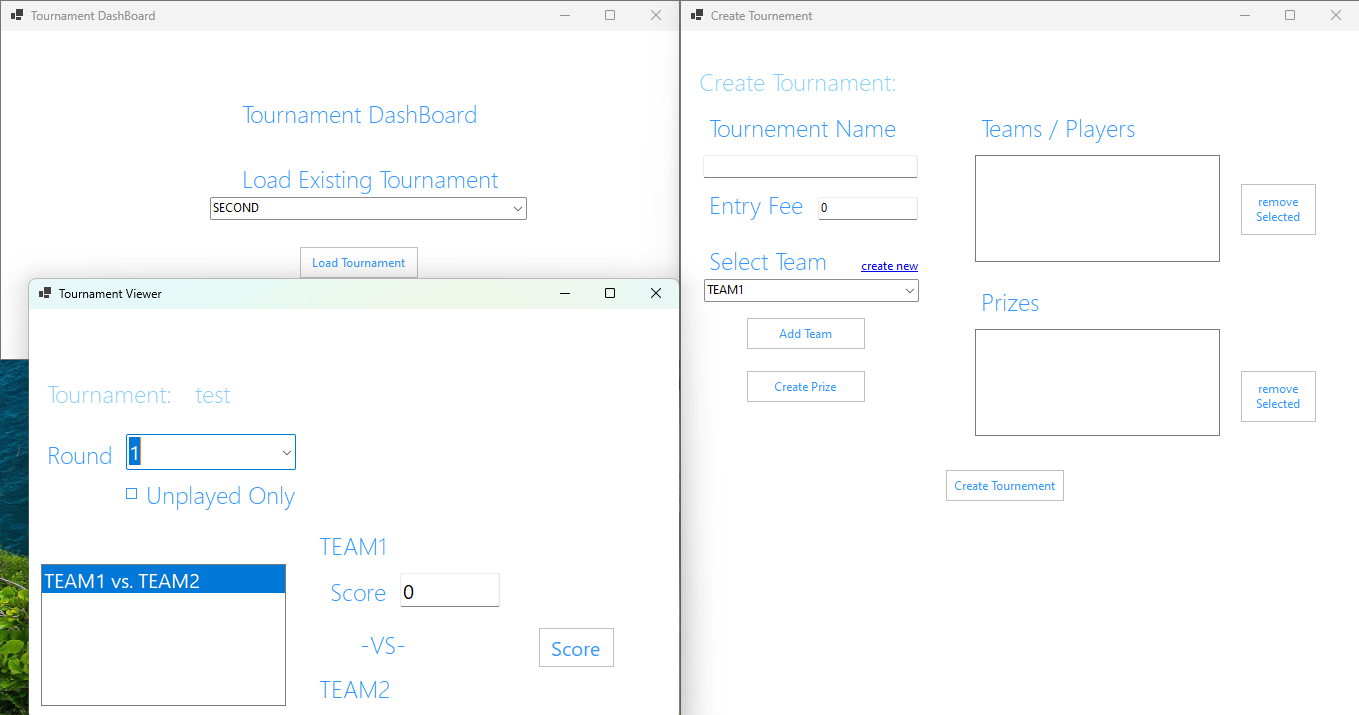 Tournament DashBoard
Tournament DashBoard
Load Existing Tournament
SECOND
Load Tournament
Tournament Viewer
Tournament: test
Round 1
Unplayed Only
TEAM1 vs. TEAM2
TEAM1
Score 0
-VS-
Score
TEAM2
Create Tournement
Create Tournament:
Tournement Name
Entry Fee 0
Select Team create new
TEAM1
Add Team
Create Prize
Teams / Players
remove
Selected
Prizes
remove
Selected
Create Tournement